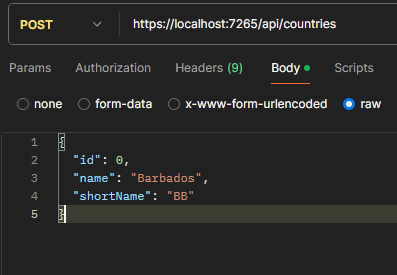 POST https://localhost:7265/api/countries
Params Authorization Headers (9) Body Scripts
none form-data x-www-form-urlencoded raw
1 {
2 "id": 0,
3 "name": "Barbados",
4 "shortName": "BB"
5 }